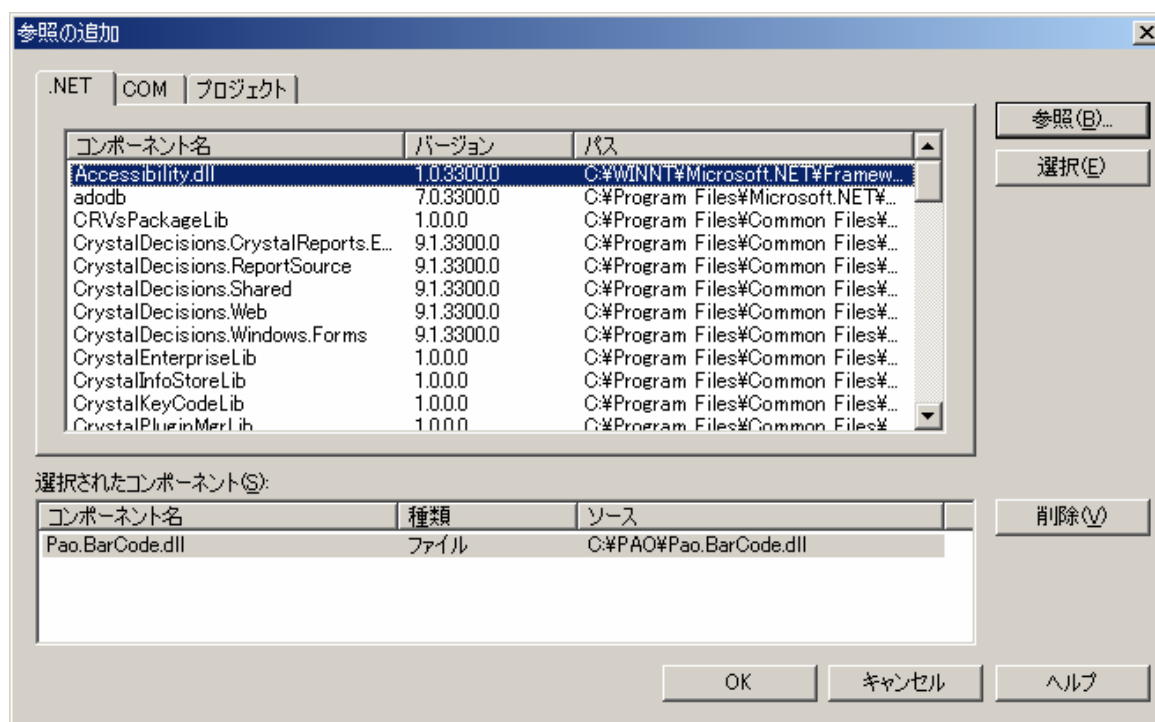 参照の追加
.NET COM プロジェクト
参照(B)...
選択(E)
コンポーネント名 バージョン パス
Accessibility.dll 1.0.3300.0 C:¥WINNT¥Microsoft.NET¥Framew...
adodb 7.0.3300.0 C:¥Program Files¥Microsoft.NET¥...
CRVsPackageLib 1.0.0.0 C:¥Program Files¥Common Files¥...
CrystalDecisions.CrystalReports.E... 9.1.3300.0 C:¥Program Files¥Common Files¥...
CrystalDecisions.ReportSource 9.1.3300.0 C:¥Program Files¥Common Files¥...
CrystalDecisions.Shared 9.1.3300.0 C:¥Program Files¥Common Files¥...
CrystalDecisions.Web 9.1.3300.0 C:¥Program Files¥Common Files¥...
CrystalDecisions.Windows.Forms 9.1.3300.0 C:¥Program Files¥Common Files¥...
CrystalEnterpriseLib 1.0.0.0 C:¥Program Files¥Common Files¥...
CrystalInfoStoreLib 1.0.0.0 C:¥Program Files¥Common Files¥...
CrystalKeyCodeLib 1.0.0.0 C:¥Program Files¥Common Files¥...
CrystalPluginMgrLib 1.0.0.0 C:¥Program Files¥Common Files¥...
選択されたコンポーネント(S):
コンポーネント名 種類 ソース
Pao.BarCode.dll ファイル C:¥PAO¥Pao.BarCode.dll
削除(V)
OK キャンセル ヘルプ